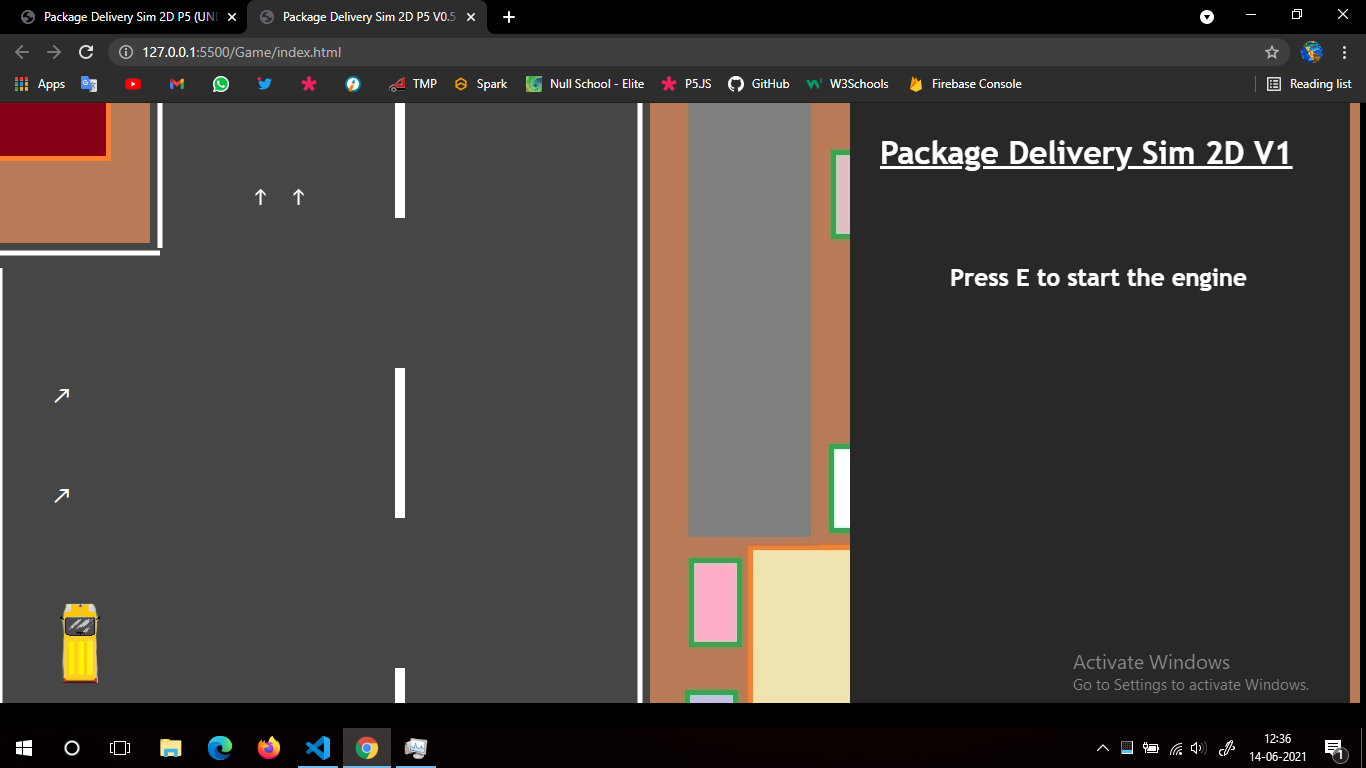 Package Delivery Sim 2D P5 (UNI
Package Delivery Sim 2D P5 V0.5
127.0.0.1:5500/Game/index.html
Apps
TMP
Spark
Null School - Elite
P5JS
GitHub
W3Schools
Firebase Console
Reading list
Package Delivery Sim 2D V1
Press E to start the engine
Activate Windows
Go to Settings to activate Windows.
12:36
14-06-2021
1